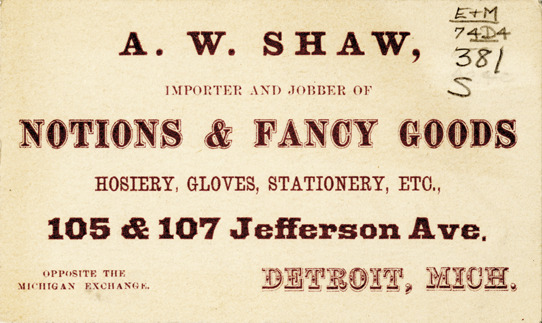 A. W. SHAW,
IMPORTER AND JOBBER OF
NOTIONS & FANCY GOODS
HOSIERY, GLOVES, STATIONERY, ETC.,
105 & 107 Jefferson Ave.
OPPOSITE THE
MICHIGAN EXCHANGE.
DETROIT, MICH.
E+M
74D4
381
S